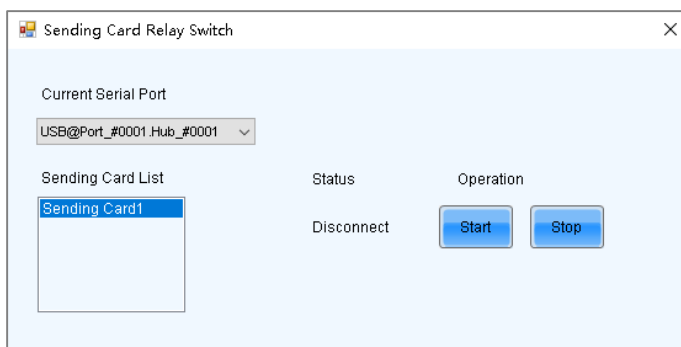 Sending Card Relay Switch
Current Serial Port
USB@Port_#0001.Hub_#0001
Sending Card List
Status
Operation
Sending Card1
Disconnect
Start
Stop